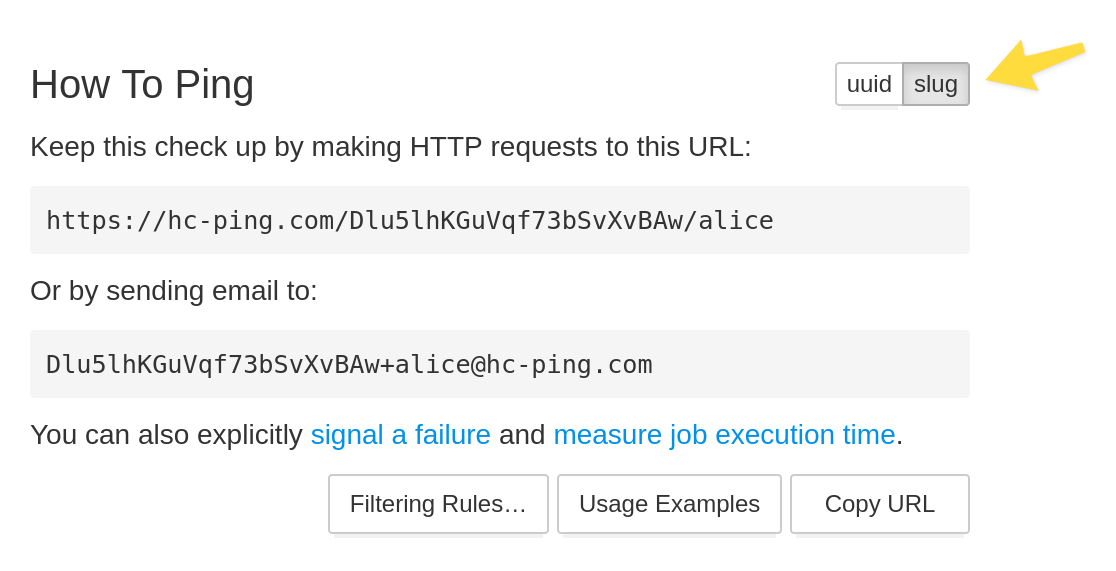 How To Ping
uuid slug
Keep this check up by making HTTP requests to this URL:
https://hc-ping.com/Dlu5lhKGuVqf73bSvXvBAw/alice
Or by sending email to:
Dlu5lhKGuVqf73bSvXvBAw+alice@hc-ping.com
You can also explicitly signal a failure and measure job execution time.
Filtering Rules… Usage Examples Copy URL